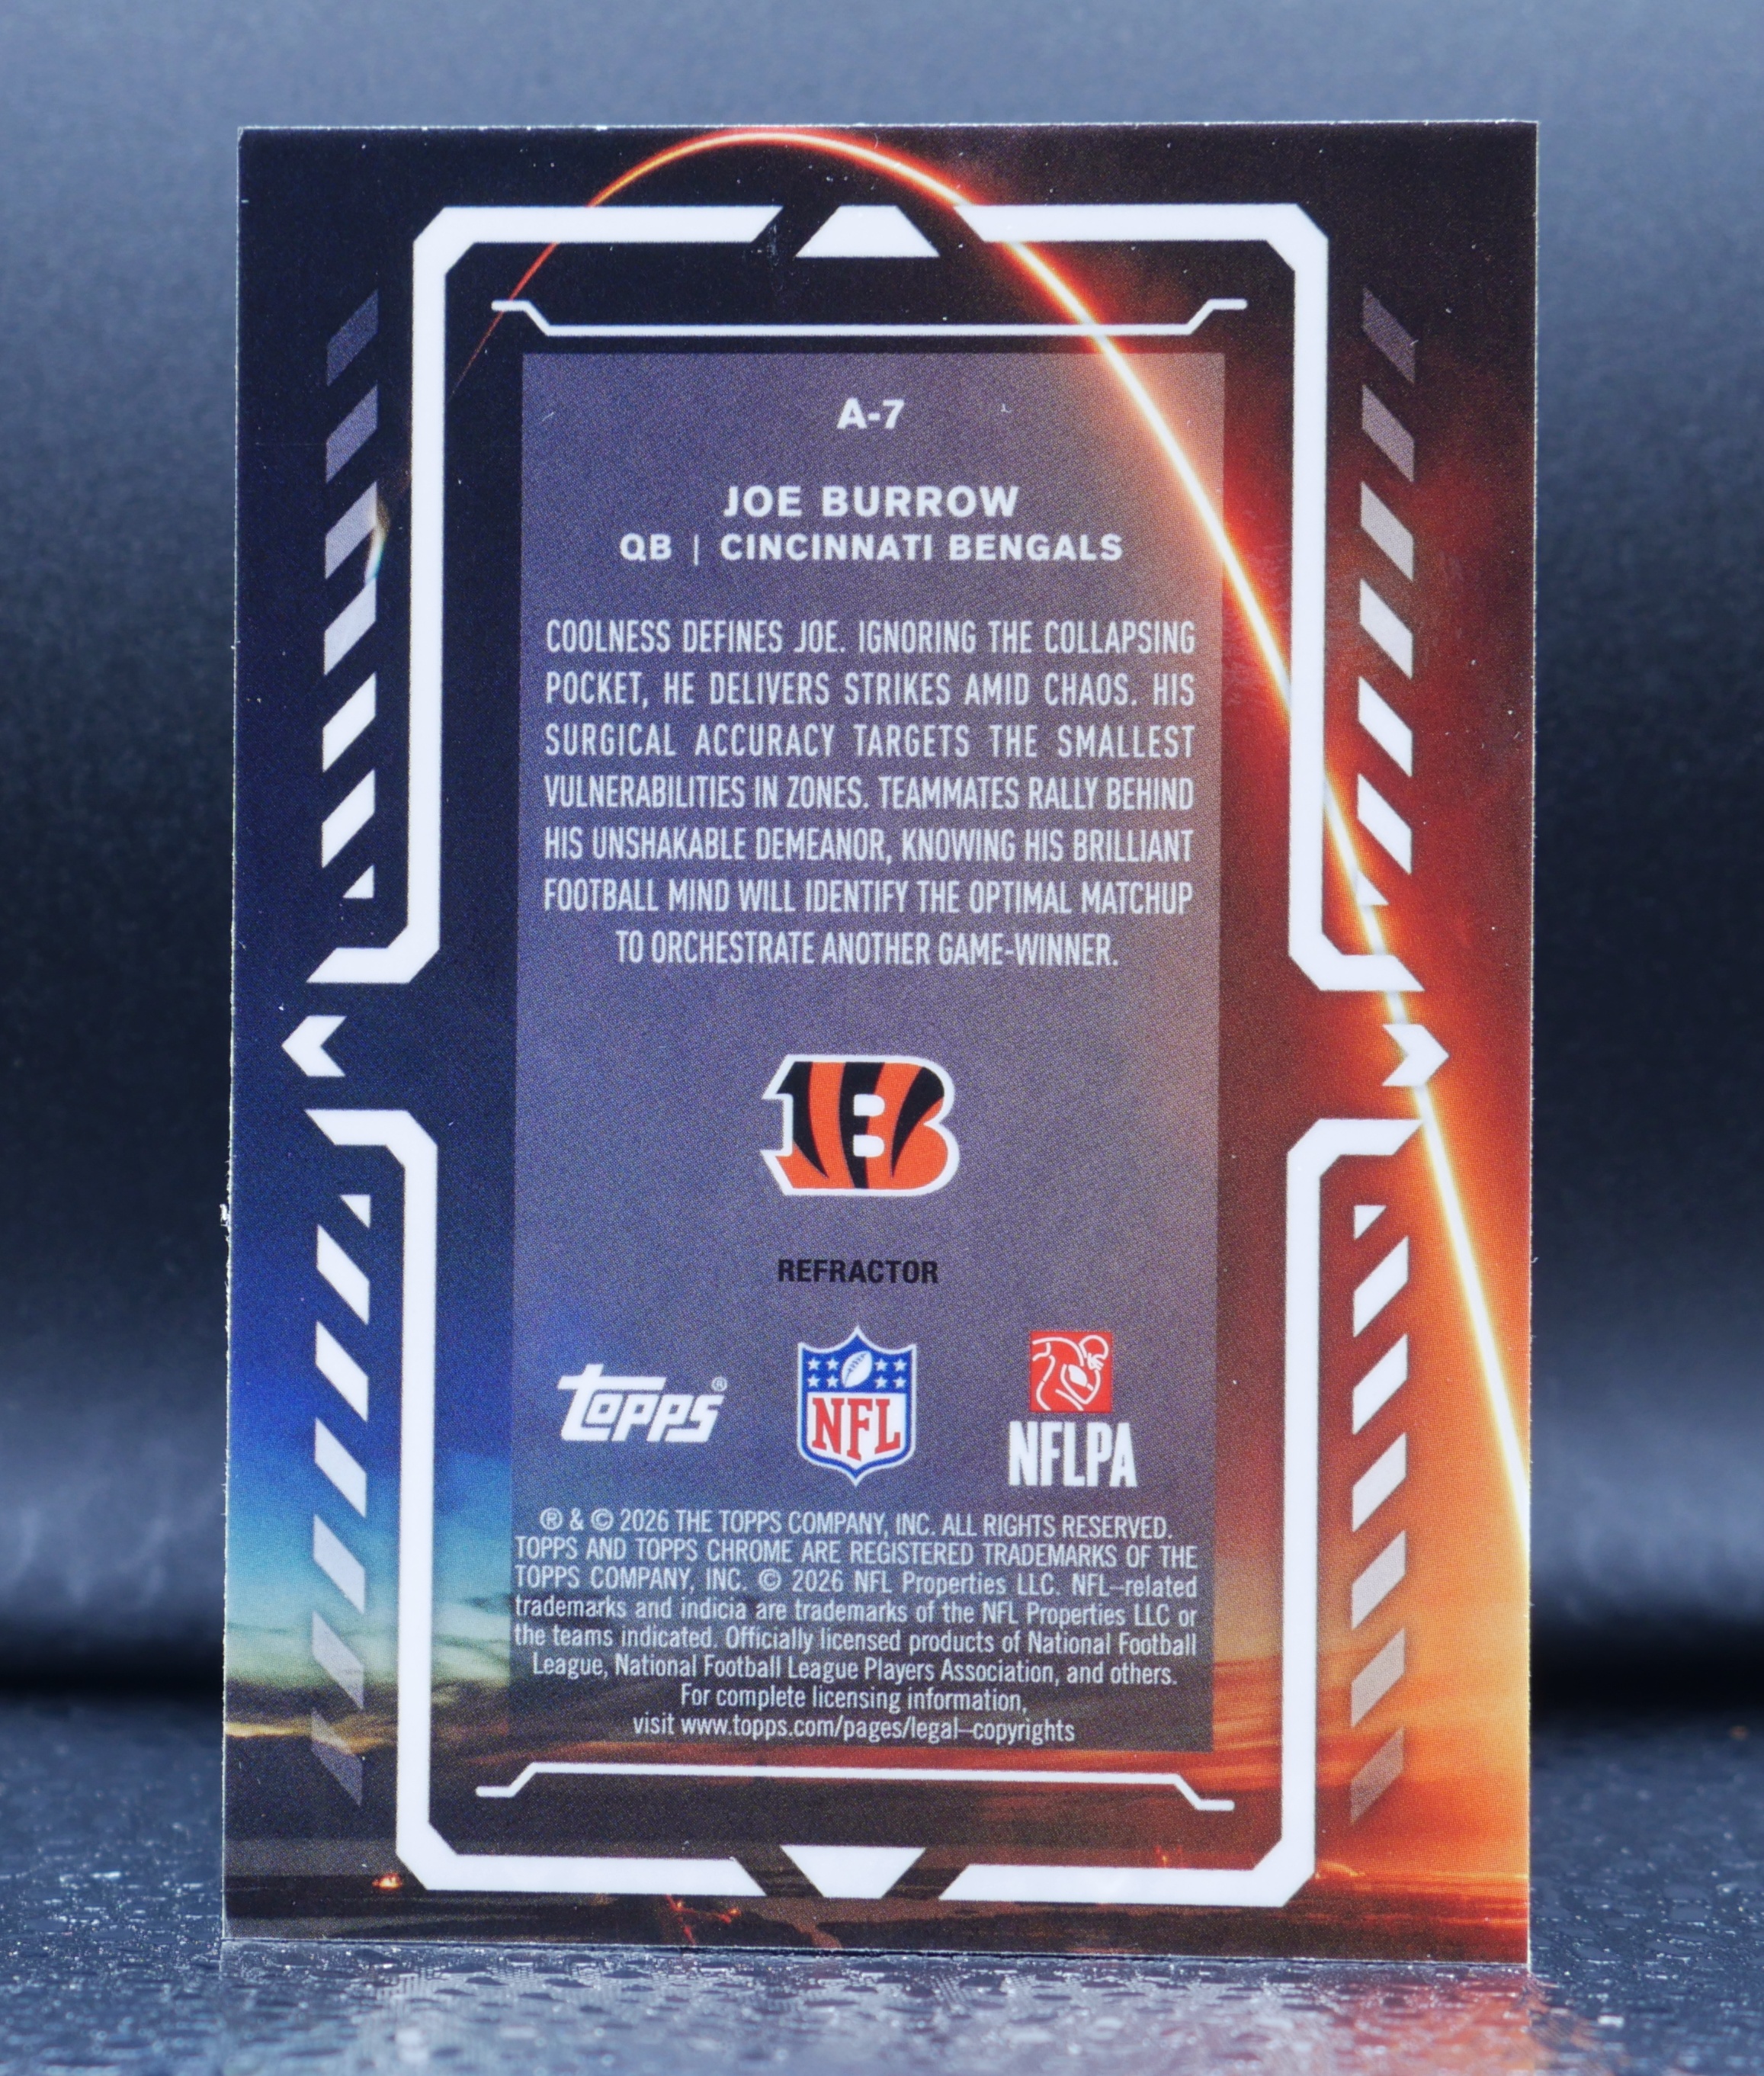 A-7
JOE BURROW
QB | CINCINNATI BENGALS
COOLNESS DEFINES JOE. IGNORING THE COLLAPSING
POCKET, HE DELIVERS STRIKES AMID CHAOS. HIS
SURGICAL ACCURACY TARGETS THE SMALLEST
VULNERABILITIES IN ZONES. TEAMMATES RALLY BEHIND
HIS UNSHAKABLE DEMEANOR, KNOWING HIS BRILLIANT
FOOTBALL MIND WILL IDENTIFY THE OPTIMAL MATCHUP
TO ORCHESTRATE ANOTHER GAME-WINNER.
B
REFRACTOR
topps®
NFL
NFLPA
® & © 2026 THE TOPPS COMPANY, INC. ALL RIGHTS RESERVED.
TOPPS AND TOPPS CHROME ARE REGISTERED TRADEMARKS OF THE
TOPPS COMPANY, INC. © 2026 NFL Properties LLC. NFL-related
trademarks and indicia are trademarks of the NFL Properties LLC or
the teams indicated. Officially licensed products of National Football
League, National Football League Players Association, and others.
For complete licensing information,
visit www.topps.com/pages/legal-copyrights